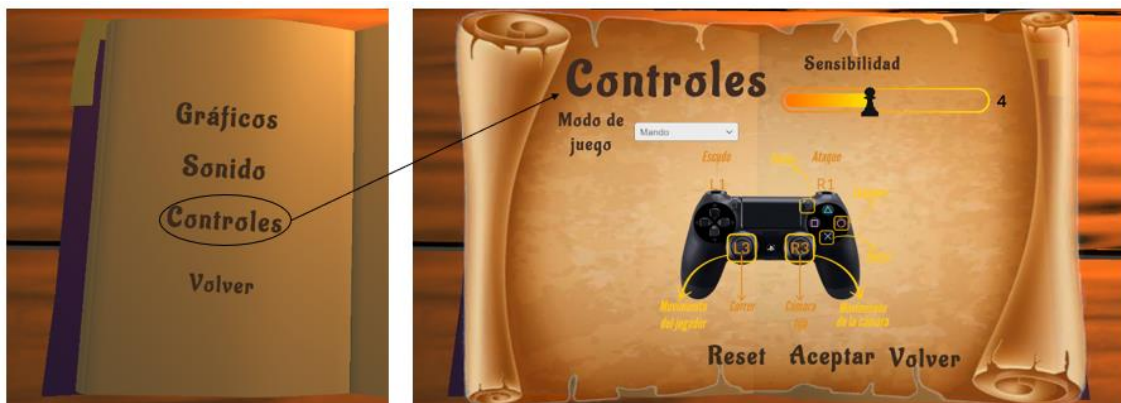 Gráficos
Sonido
Controles
Volver
Controles
Sensibilidad
4
Modo de
juego
Mando
Escudo
Ataque
L1
R1
L3
R3
Movimiento
del jugador
Correr
Cámara
Movimiento
de la cámara
Reset Aceptar Volver